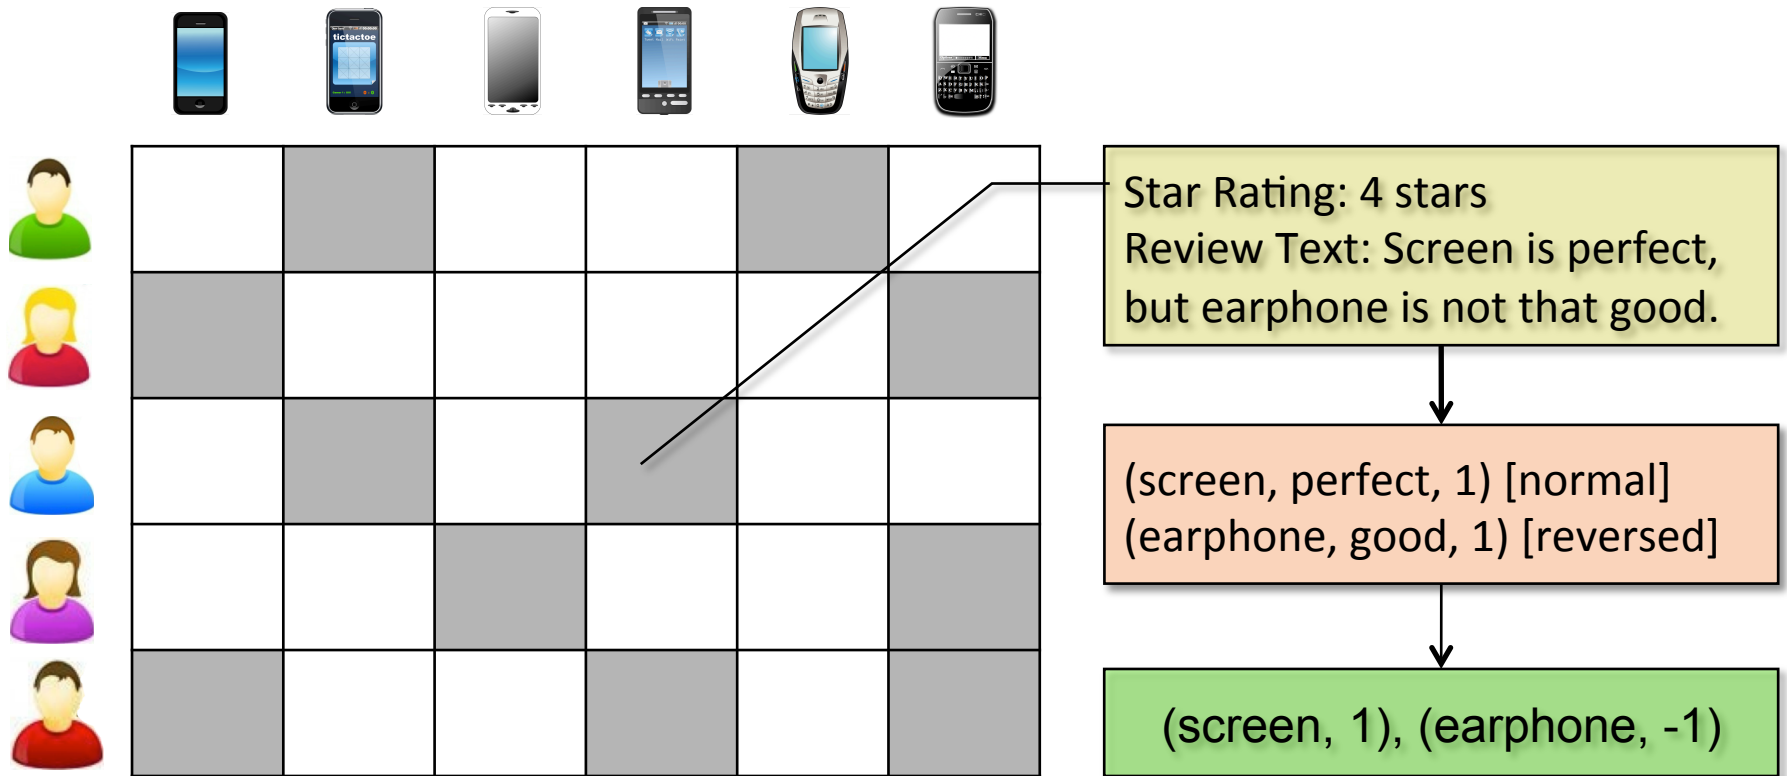 tictactoe
Star Rating: 4 stars
Review Text: Screen is perfect,
but earphone is not that good.
(screen, perfect, 1) [normal]
(earphone, good, 1) [reversed]
(screen, 1), (earphone, -1)